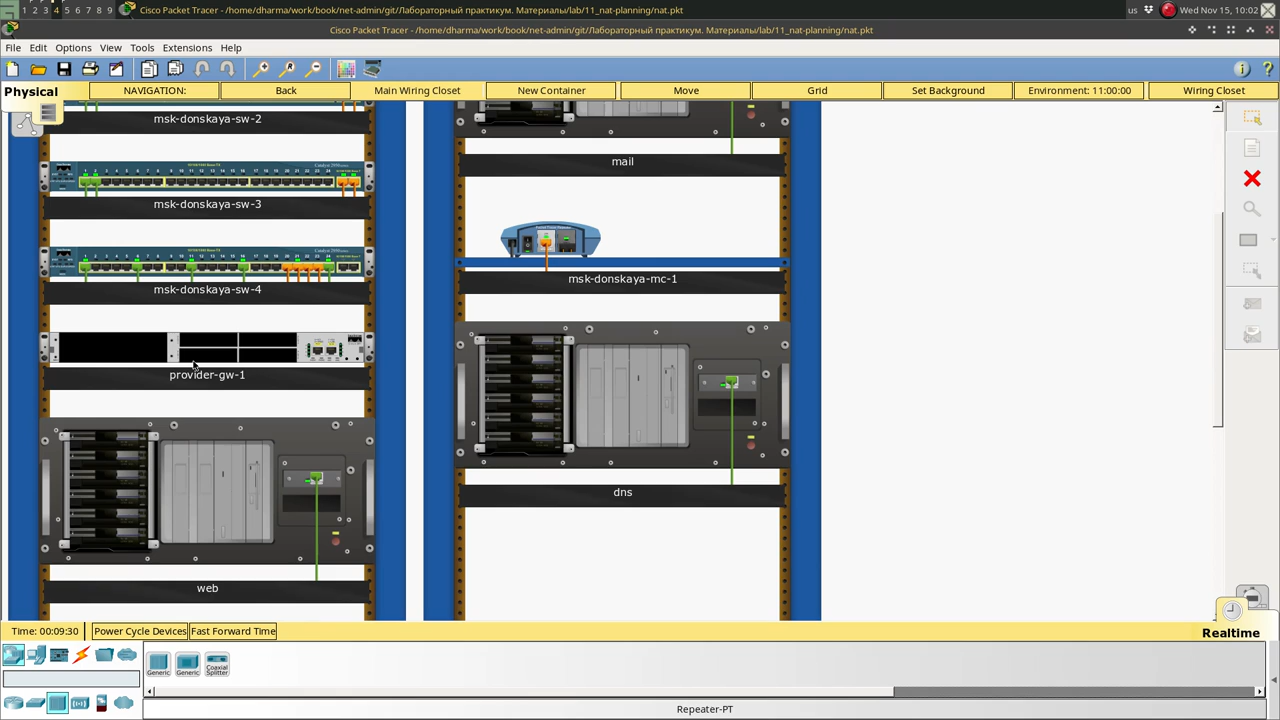 1 2 3 4 5 6 7 8 9 Cisco Packet Tracer - /home/dharma/work/book/net-admin/git/Лабораторный практикум. Материалы/lab/11_nat-planning/nat.pkt us Wed Nov 15, 10:02
Cisco Packet Tracer - /home/dharma/work/book/net-admin/git/Лабораторный практикум. Материалы/lab/11_nat-planning/nat.pkt
File Edit Options View Tools Extensions Help
Physical NAVIGATION: Back Main Wiring Closet New Container Move Grid Set Background Environment: 11:00:00 Wiring Closet
msk-donskaya-sw-2
mail
msk-donskaya-sw-3
msk-donskaya-sw-4
msk-donskaya-mc-1
provider-gw-1
dns
web
Time: 00:09:30 Power Cycle Devices Fast Forward Time
Realtime
Generic Generic Coaxial Splitter
Repeater-PT